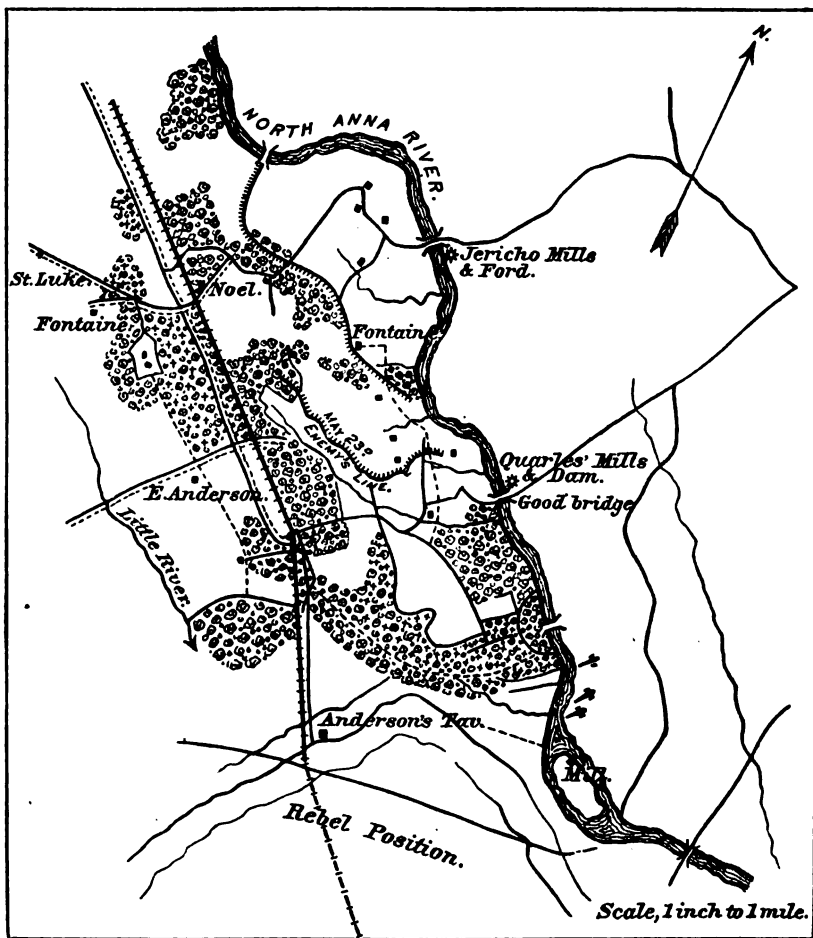 N.
NORTH ANNA RIVER.
Jericho Mills
& Ford.
St. Luke
Noel.
Fontaine
Fontaine
MAY 23D
ENEMY'S LINE.
Quarles' Mills
& Dam.
Good bridge
E. Anderson.
Little River
Anderson's Tav.
Mill.
Rebel Position.
Scale, 1 inch to 1 mile.